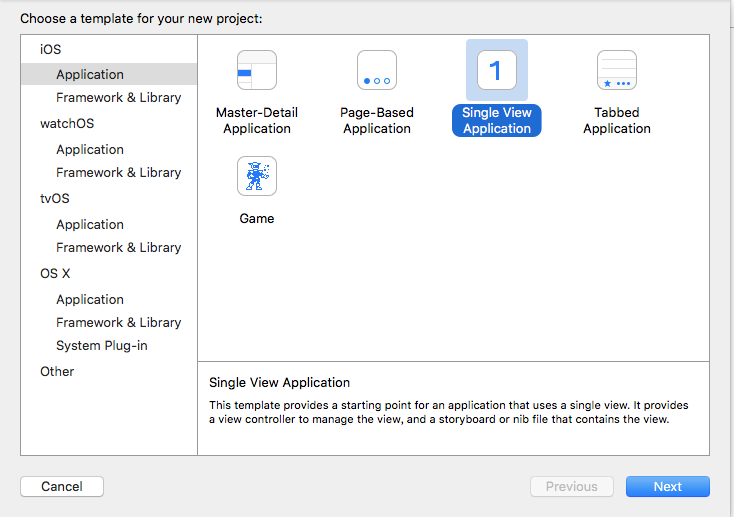 Choose a template for your new project:
iOS
Application
Framework & Library
watchOS
Application
Framework & Library
tvOS
Application
Framework & Library
OS X
Application
Framework & Library
System Plug-in
Other
1
Master-Detail
Application
Page-Based
Application
Single View
Application
Tabbed
Application
Game
Single View Application
This template provides a starting point for an application that uses a single view. It provides
a view controller to manage the view, and a storyboard or nib file that contains the view.
Cancel
Previous
Next